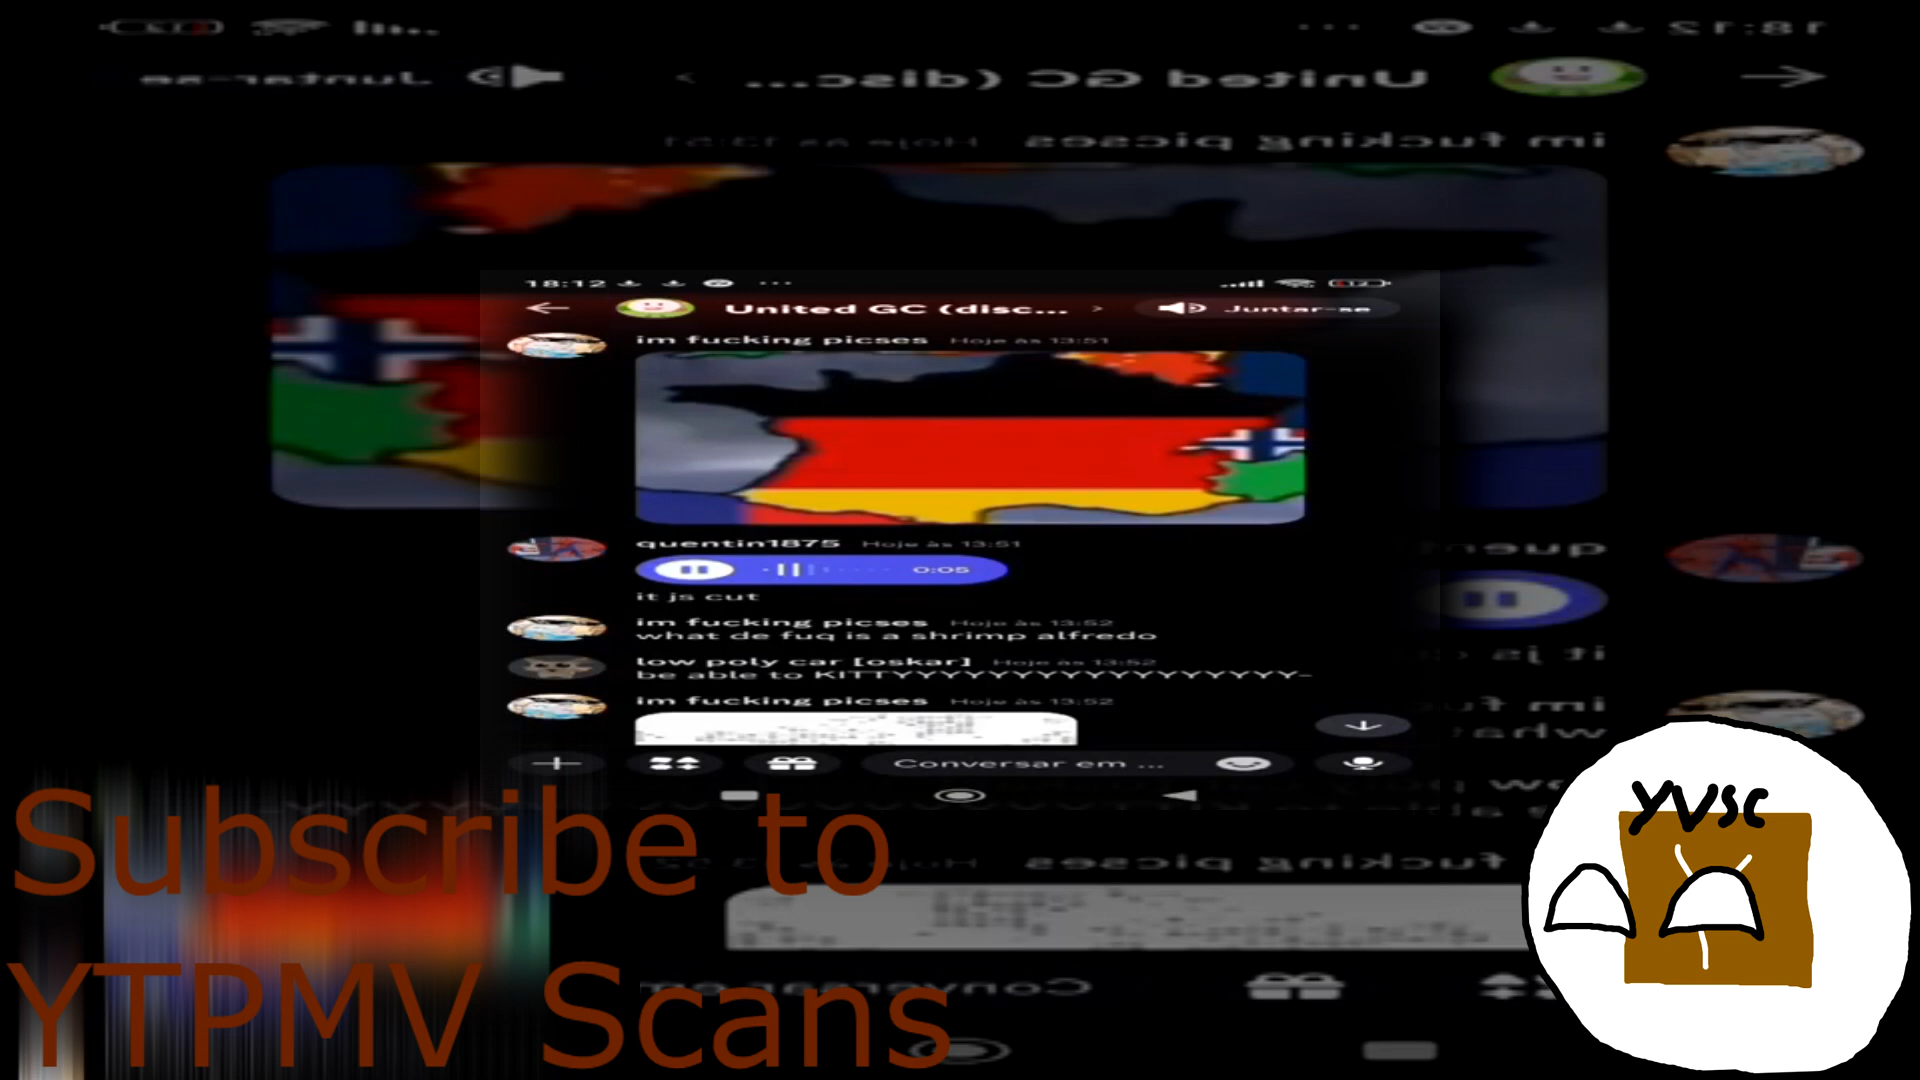 18:12
United GC (disc... >
Juntar-se
im fucking picses Hoje às 13:51
quentin1875 Hoje às 13:51
0:05
it js cut
im fucking picses Hoje às 13:52
what de fuq is a shrimp alfredo
low poly car [oskar] Hoje às 13:52
be able to KITTYYYYYYYYYYYYYYYYYYY-
im fucking picses Hoje às 13:52
Conversar em ...
Subscribe to
YTPMV Scans
YVSC